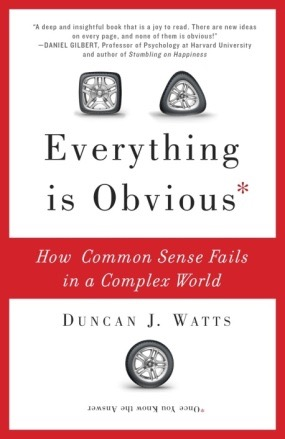 "A deep and insightful book that is a joy to read. There are new ideas
on every page, and none of them is obvious!"
—DANIEL GILBERT, Professor of Psychology at Harvard University
and author of Stumbling on Happiness
Everything
is Obvious*
How Common Sense Fails
in a Complex World
DUNCAN J. WATTS
*Once You Know the Answer